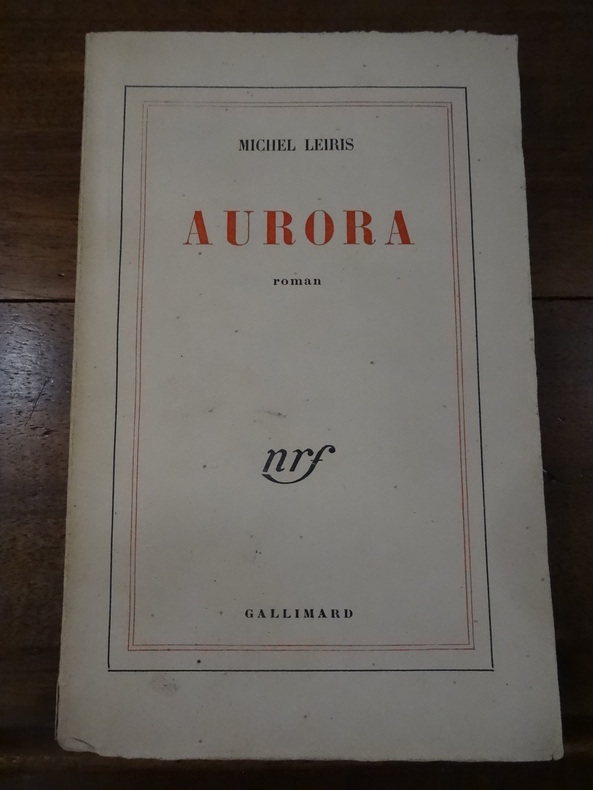 MICHEL LEIRIS
AURORA
roman
nrf
GALLIMARD